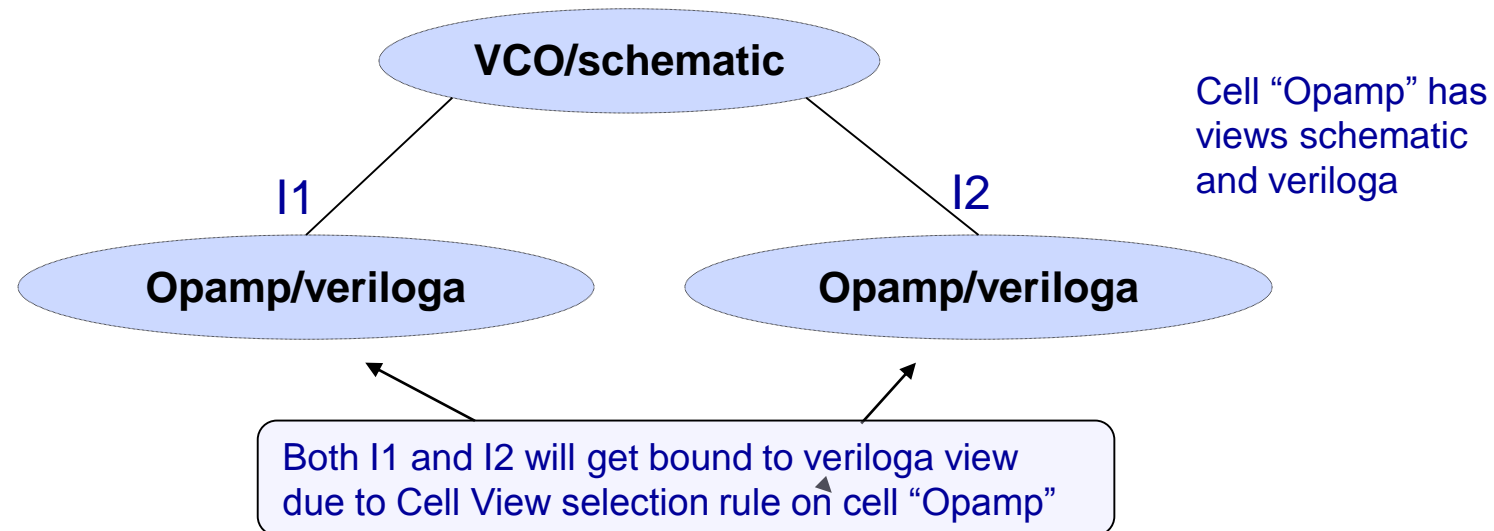 VCO/schematic
Cell “Opamp” has
views schematic
and veriloga
I1
I2
Opamp/veriloga
Opamp/veriloga
Both I1 and I2 will get bound to veriloga view
due to Cell View selection rule on cell “Opamp”